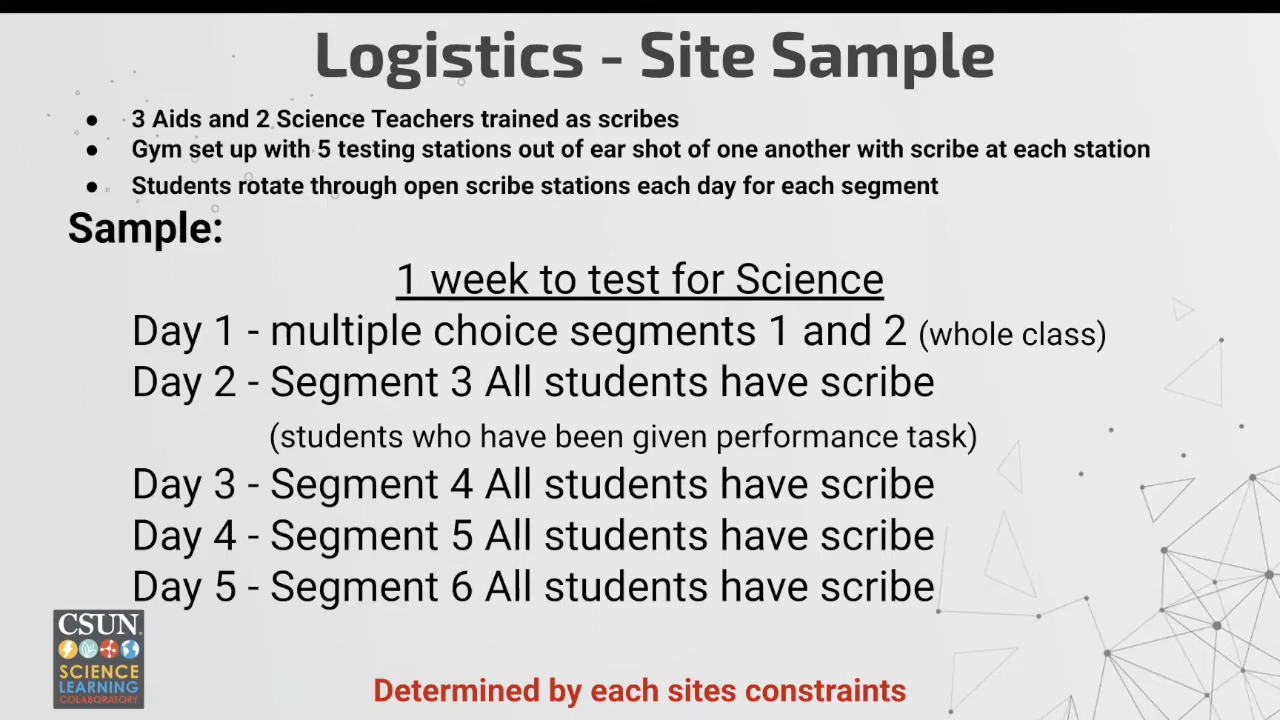 Logistics - Site Sample
● 3 Aids and 2 Science Teachers trained as scribes
● Gym set up with 5 testing stations out of ear shot of one another with scribe at each station
● Students rotate through open scribe stations each day for each segment
Sample:
1 week to test for Science
Day 1 - multiple choice segments 1 and 2 (whole class)
Day 2 - Segment 3 All students have scribe
(students who have been given performance task)
Day 3 - Segment 4 All students have scribe
Day 4 - Segment 5 All students have scribe
Day 5 - Segment 6 All students have scribe
CSUN
SCIENCE
LEARNING
COLABORATORY
Determined by each sites constraints